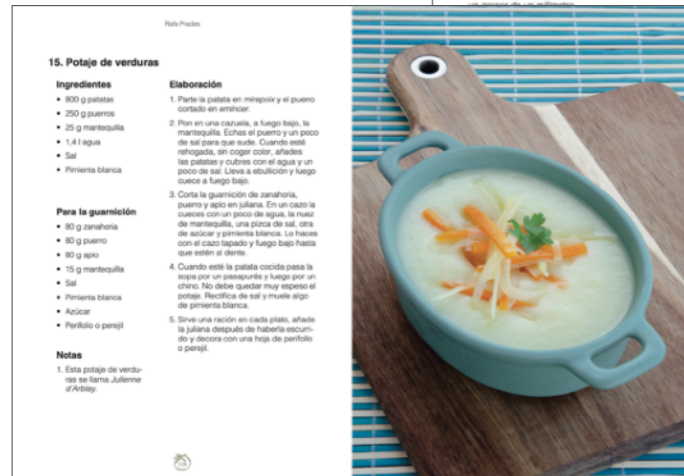 Rafa Prades
15. Potaje de verduras
Ingredientes
• 800 g patatas
• 250 g puerros
• 25 g mantequilla
• 1,4 l agua
• Sal
• Pimienta blanca
Para la guarnición
• 80 g zanahoria
• 80 g puerro
• 80 g apio
• 15 g mantequilla
• Sal
• Pimienta blanca
• Azúcar
• Perifollo o perejil
Notas
1. Esta potaje de verdu-
ras se llama Julienne
d'Arblay.
Elaboración
1. Parte la patata en mirepoix y el puerro
cortado en emincer.
2. Pon en una cazuela, a fuego bajo, la
mantequilla. Echas el puerro y un poco
de sal para que sude. Cuando esté
rehogada, sin coger color, añades
las patatas y cubres con el agua y un
poco de sal. Lleva a ebullición y luego
cuece a fuego bajo.
3. Corta la guarnición de zanahoria,
puerro y apio en juliana. En un cazo la
cueces con un poco de agua, la nuez
de mantequilla, una pizca de sal, otra
de azúcar y pimienta blanca. Lo haces
con el cazo tapado y fuego bajo hasta
que estén al dente.
4. Cuando esté la patata cocida pasa la
sopa por un pasapurés y luego por un
chino. No debe quedar muy espeso el
potaje. Rectifica de sal y muele algo
de pimienta blanca.
5. Sirve una ración en cada plato, añade
la juliana después de haberla escurri-
do y decora con una hoja de perifollo
o perejil.